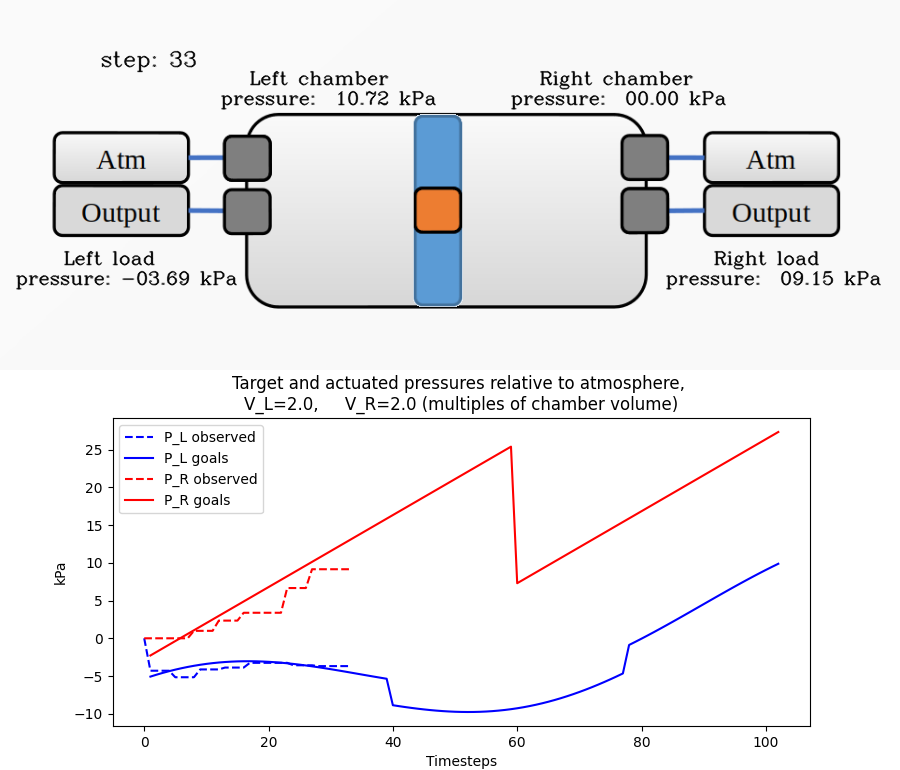 step: 33
Left chamber
pressure: 10.72 kPa
Right chamber
pressure: 00.00 kPa
Atm
Output
Atm
Output
Left load
pressure: -03.69 kPa
Right load
pressure: 09.15 kPa
Target and actuated pressures relative to atmosphere,
V_L=2.0, V_R=2.0 (multiples of chamber volume)
P_L observed
P_L goals
P_R observed
P_R goals
kPa
25
20
15
10
5
0
−5
−10
0 20 40 60 80 100
Timesteps